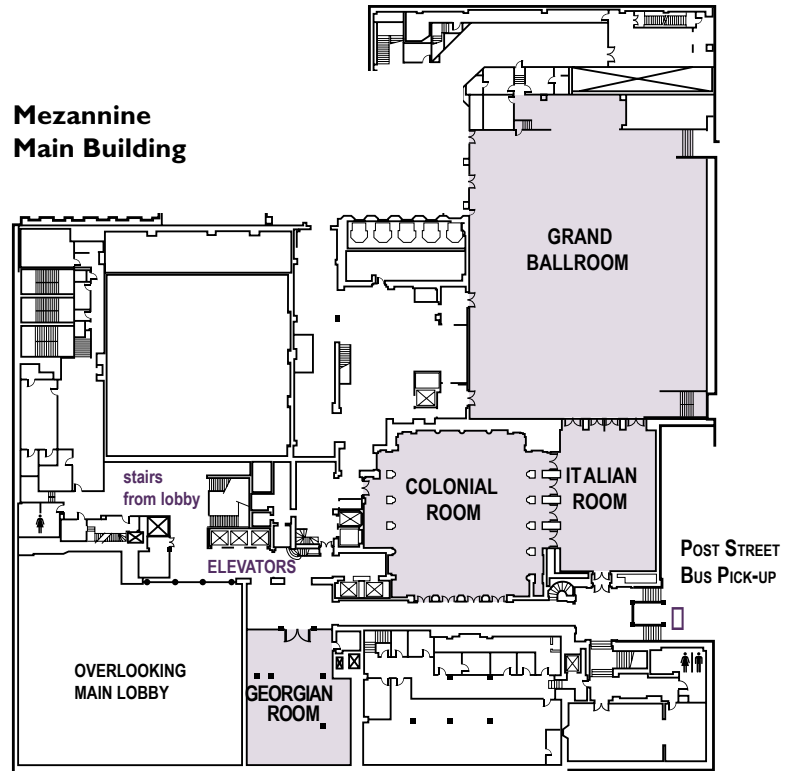 Mezannine
Main Building
GRAND
BALLROOM
stairs
from lobby
COLONIAL
ROOM
ITALIAN
ROOM
ELEVATORS
POST STREET
BUS PICK-UP
OVERLOOKING
MAIN LOBBY
GEORGIAN
ROOM